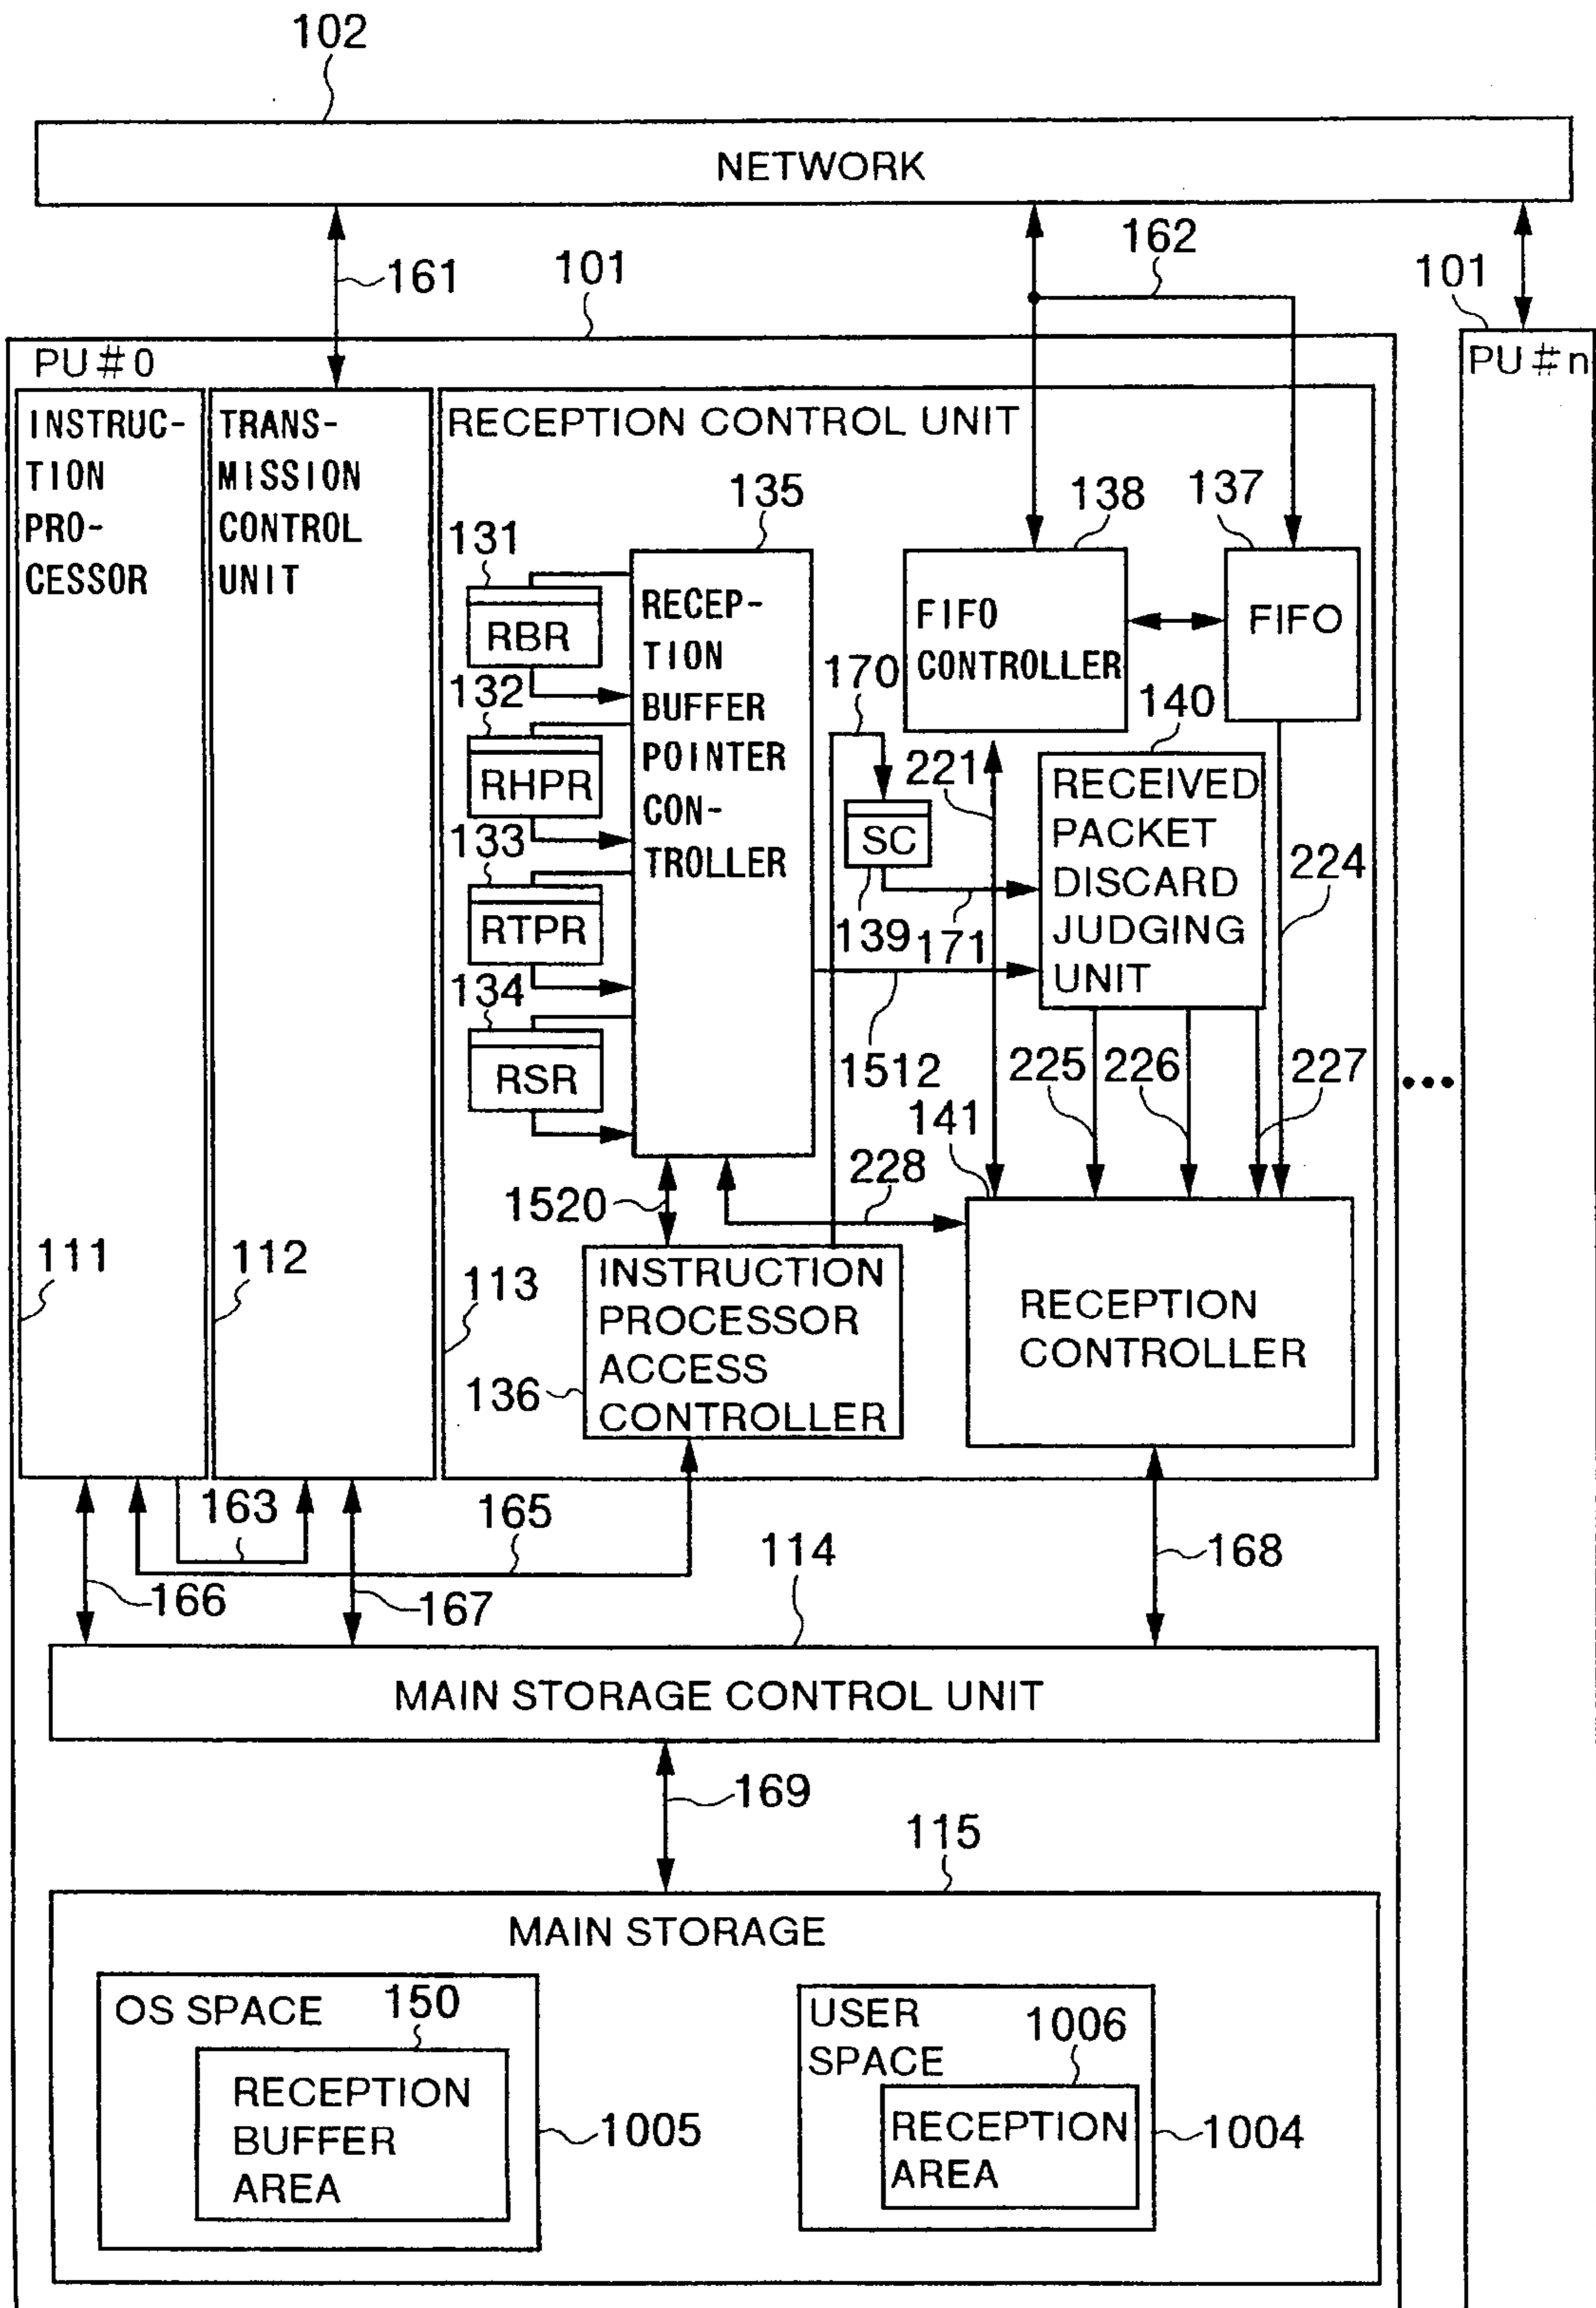 102
NETWORK
161
101
162
101
PU#0
PU#n
INSTRUC-
TION
PRO-
CESSOR
TRANS-
MISSION
CONTROL
UNIT
RECEPTION CONTROL UNIT
135
138
137
131
RBR
132
RHPR
133
RTPR
134
RSR
RECEP-
TION
BUFFER
POINTER
CON-
TROLLER
FIFO
CONTROLLER
FIFO
170
140
221
SC
139
171
RECEIVED
PACKET
DISCARD
JUDGING
UNIT
224
1512
225
226
227
141
228
1520
111
112
113
136
INSTRUCTION
PROCESSOR
ACCESS
CONTROLLER
RECEPTION
CONTROLLER
•••
163
165
166
167
114
168
MAIN STORAGE CONTROL UNIT
169
115
MAIN STORAGE
OS SPACE
150
RECEPTION
BUFFER
AREA
1005
USER
SPACE
1006
RECEPTION
AREA
1004